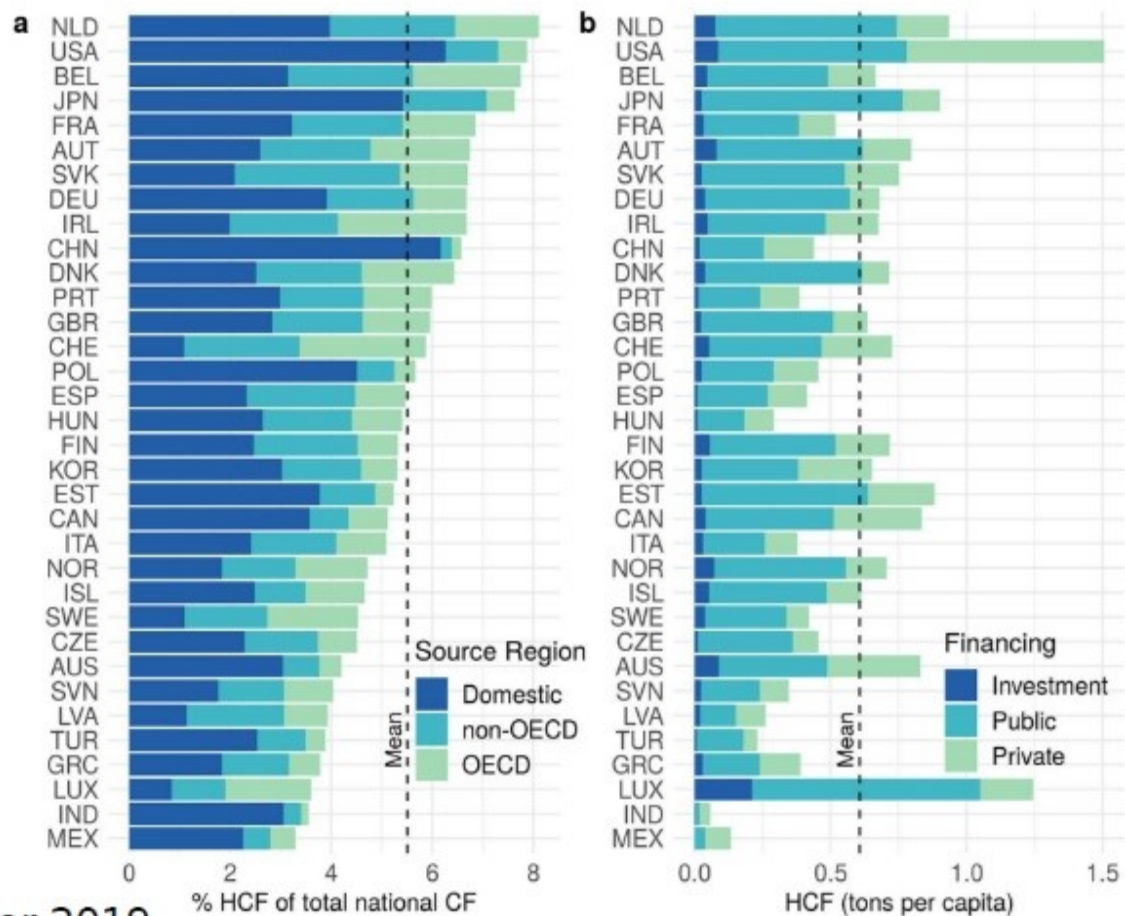 a
NLD
USA
BEL
JPN
FRA
AUT
SVK
DEU
IRL
CHN
DNK
PRT
GBR
CHE
POL
ESP
HUN
FIN
KOR
EST
CAN
ITA
NOR
ISL
SWE
CZE
AUS
SVN
LVA
TUR
GRC
LUX
IND
MEX
Source Region
Domestic
non-OECD
OECD
Mean
0 2 4 6 8
% HCF of total national CF
b
NLD
USA
BEL
JPN
FRA
AUT
SVK
DEU
IRL
CHN
DNK
PRT
GBR
CHE
POL
ESP
HUN
FIN
KOR
EST
CAN
ITA
NOR
ISL
SWE
CZE
AUS
SVN
LVA
TUR
GRC
LUX
IND
MEX
Financing
Investment
Public
Private
Mean
0.0 0.5 1.0 1.5
HCF (tons per capita)
2019